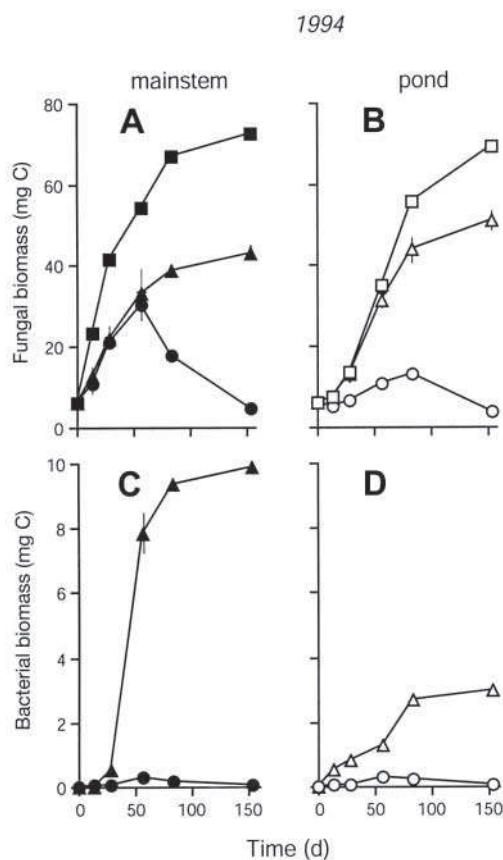 1994
mainstem pond
A B
80
60
40
20
0
Fungal biomass (mg C)
C D
10
8
6
4
2
0
Bacterial biomass (mg C)
0 50 100 150 0 50 100 150
Time (d)